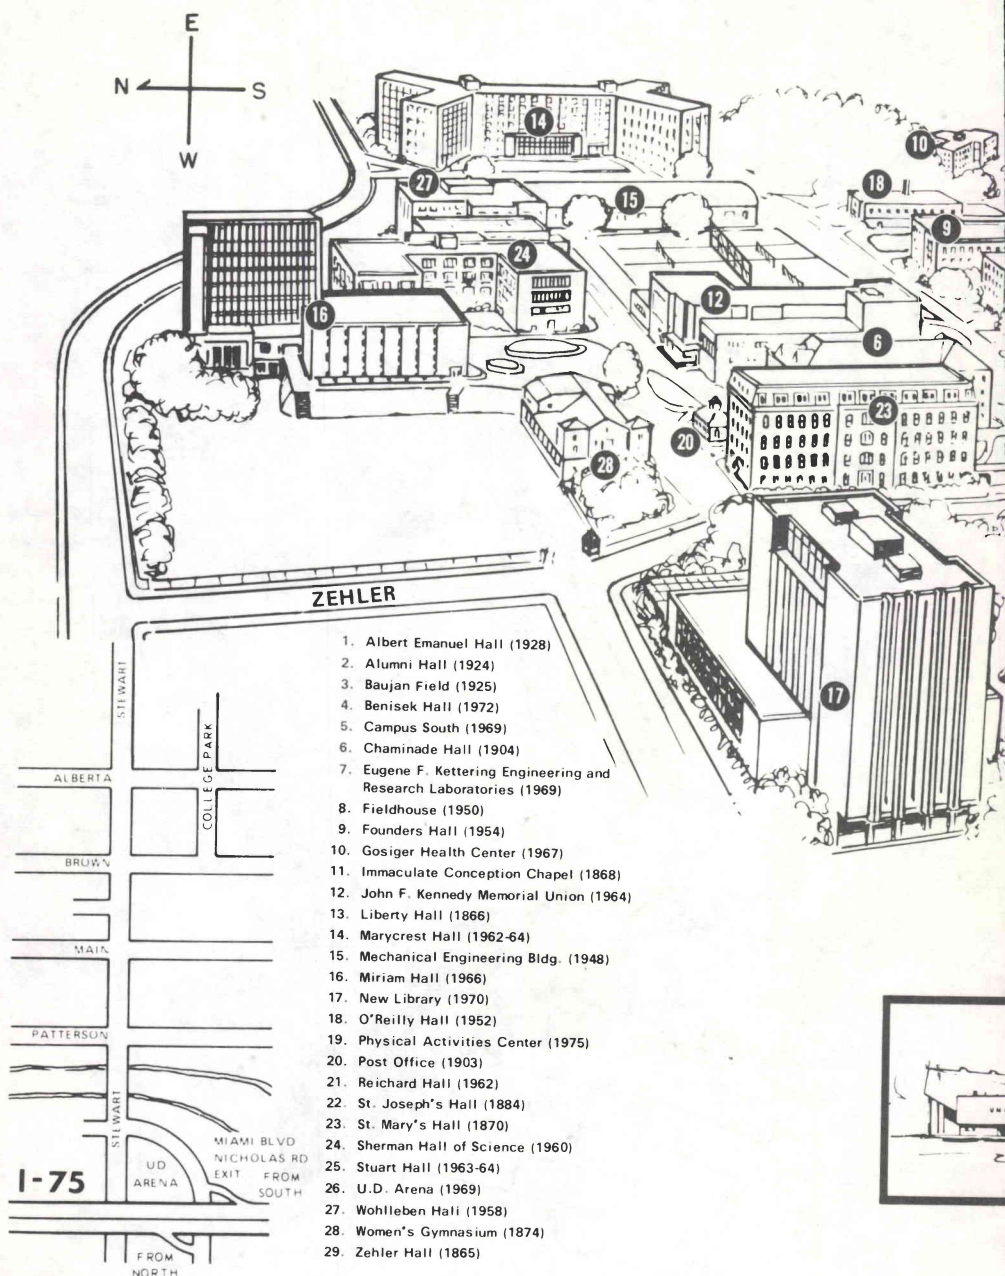 E
N
S
W
14
10
27
18
15
9
24
12
16
6
23
20
28
17
ZEHLER
1. Albert Emanuel Hall (1928)
2. Alumni Hall (1924)
3. Baujan Field (1925)
4. Benisek Hall (1972)
5. Campus South (1969)
6. Chaminade Hall (1904)
7. Eugene F. Kettering Engineering and
Research Laboratories (1969)
8. Fieldhouse (1950)
9. Founders Hall (1954)
10. Gosiger Health Center (1967)
11. Immaculate Conception Chapel (1868)
12. John F. Kennedy Memorial Union (1964)
13. Liberty Hall (1866)
14. Marycrest Hall (1962-64)
15. Mechanical Engineering Bldg. (1948)
16. Miriam Hall (1966)
17. New Library (1970)
18. O'Reilly Hall (1952)
19. Physical Activities Center (1975)
20. Post Office (1903)
21. Reichard Hall (1962)
22. St. Joseph's Hall (1884)
23. St. Mary's Hall (1870)
24. Sherman Hall of Science (1960)
25. Stuart Hall (1963-64)
26. U.D. Arena (1969)
27. Wohlleben Hall (1958)
28. Women's Gymnasium (1874)
29. Zehler Hall (1865)
STEWART
ALBERTA
COLLEGE PARK
BROWN
MAIN
PATTERSON
STEWART
MIAMI BLVD
NICHOLAS RD
EXIT FROM
SOUTH
UD
ARENA
I-75
FROM
NORTH